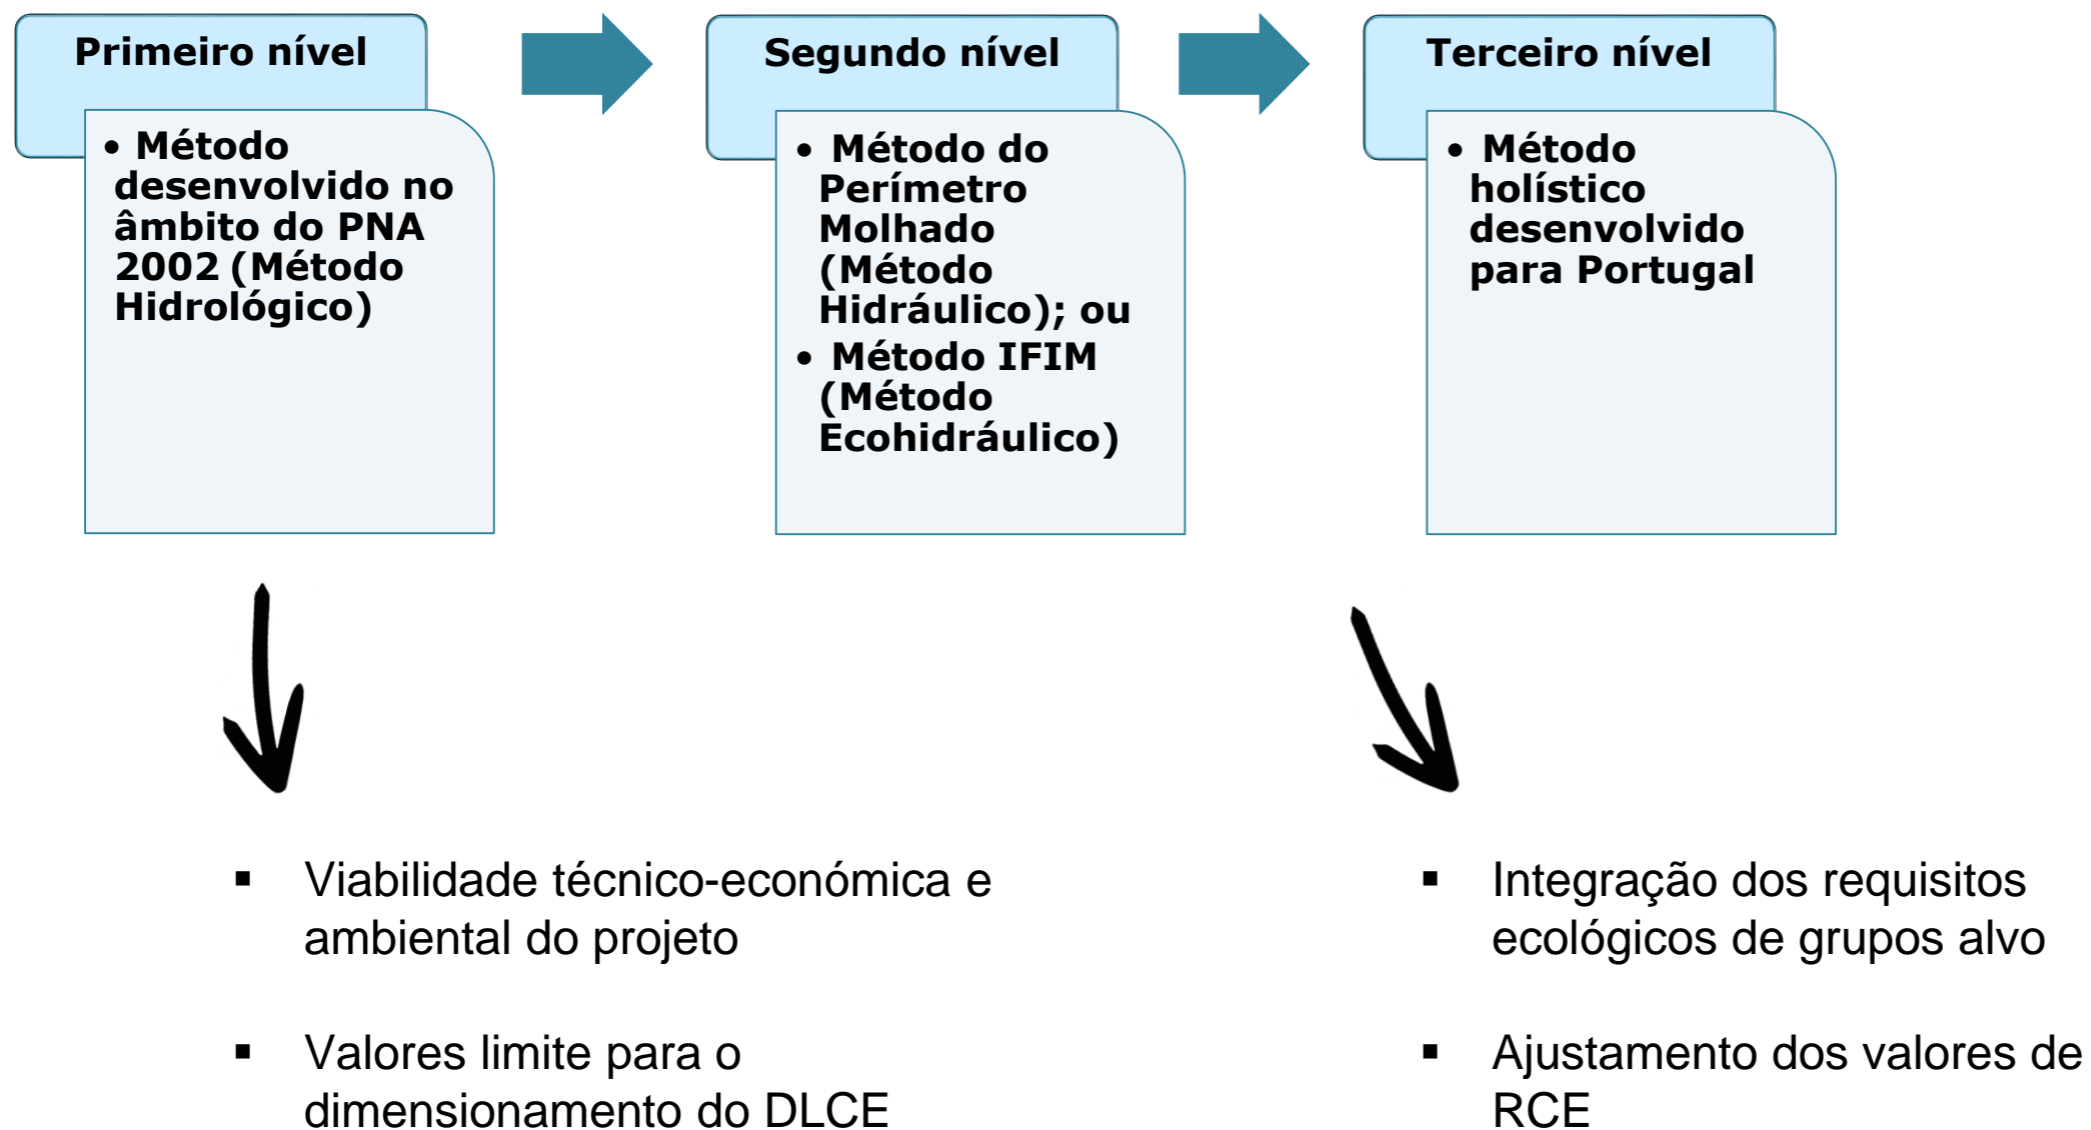 Primeiro nível
• Método
desenvolvido no
âmbito do PNA
2002 (Método
Hidrológico)
Segundo nível
• Método do
Perímetro
Molhado
(Método
Hidráulico); ou
• Método IFIM
(Método
Ecohidráulico)
Terceiro nível
• Método
holístico
desenvolvido
para Portugal
▪ Viabilidade técnico-económica e
ambiental do projeto
▪ Valores limite para o
dimensionamento do DLCE
▪ Integração dos requisitos
ecológicos de grupos alvo
▪ Ajustamento dos valores de
RCE